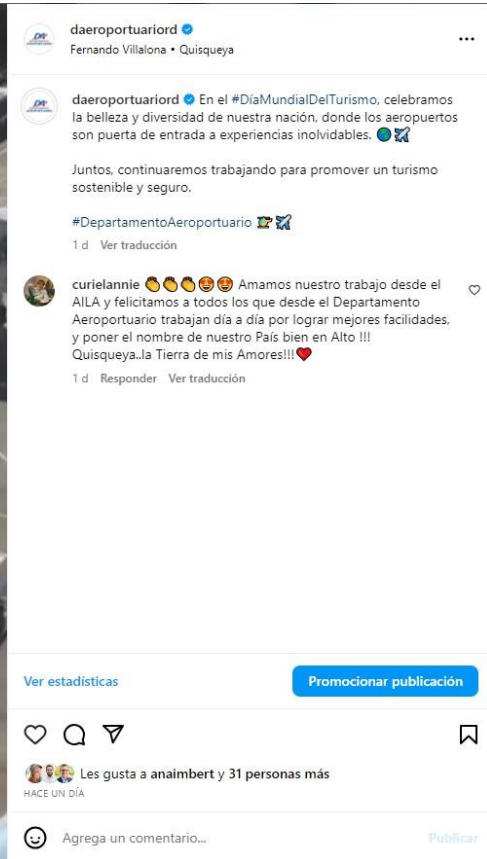 daeroportuariord
Fernando Villalona • Quisqueya
daeroportuariord En el #DíaMundialDelTurismo, celebramos
la belleza y diversidad de nuestra nación, donde los aeropuertos
son puerta de entrada a experiencias inolvidables. 🌎✈️
Juntos, continuaremos trabajando para promover un turismo
sostenible y seguro.
#DepartamentoAeroportuario ✈️
1 d Ver traducción
curielannie 👏👏👏🤩🤩 Amamos nuestro trabajo desde el
AILA y felicitamos a todos los que desde el Departamento
Aeroportuario trabajan día a día por lograr mejores facilidades,
y poner el nombre de nuestro País bien en Alto !!!
Quisqueya..la Tierra de mis Amores!!!❤️
1 d Responder Ver traducción
Ver estadísticas
Promocionar publicación
Les gusta a anaimbert y 31 personas más
HACE UN DÍA
Agrega un comentario...
Publicar